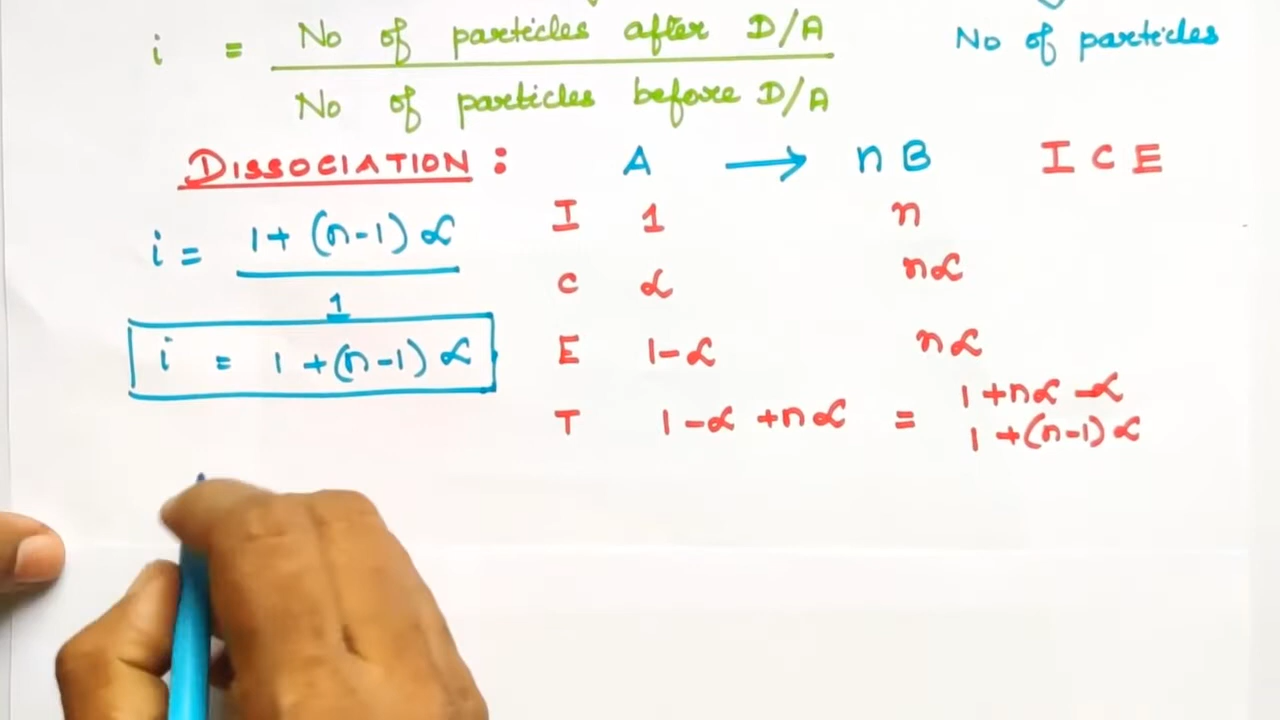 i = No of particles after D/A
No of particles before D/A
No of particles
DISSOCIATION : A → n B I C E
i = 1 + (n-1) α
1
I 1 n
C α nα
i = 1 + (n-1) α
E 1-α nα
T 1-α +nα = 1 +nα -α
1 +(n-1) α